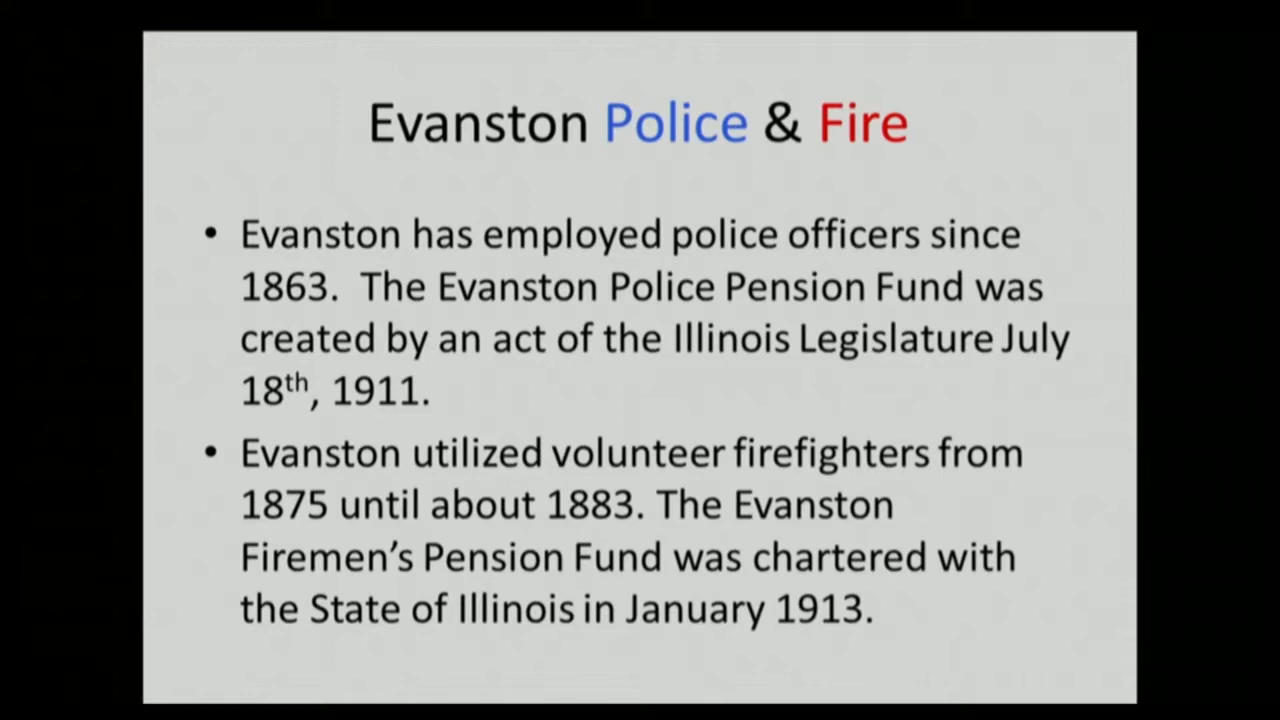 Evanston Police & Fire
• Evanston has employed police officers since
1863.  The Evanston Police Pension Fund was
created by an act of the Illinois Legislature July
18th, 1911.
• Evanston utilized volunteer firefighters from
1875 until about 1883. The Evanston
Firemen’s Pension Fund was chartered with
the State of Illinois in January 1913.